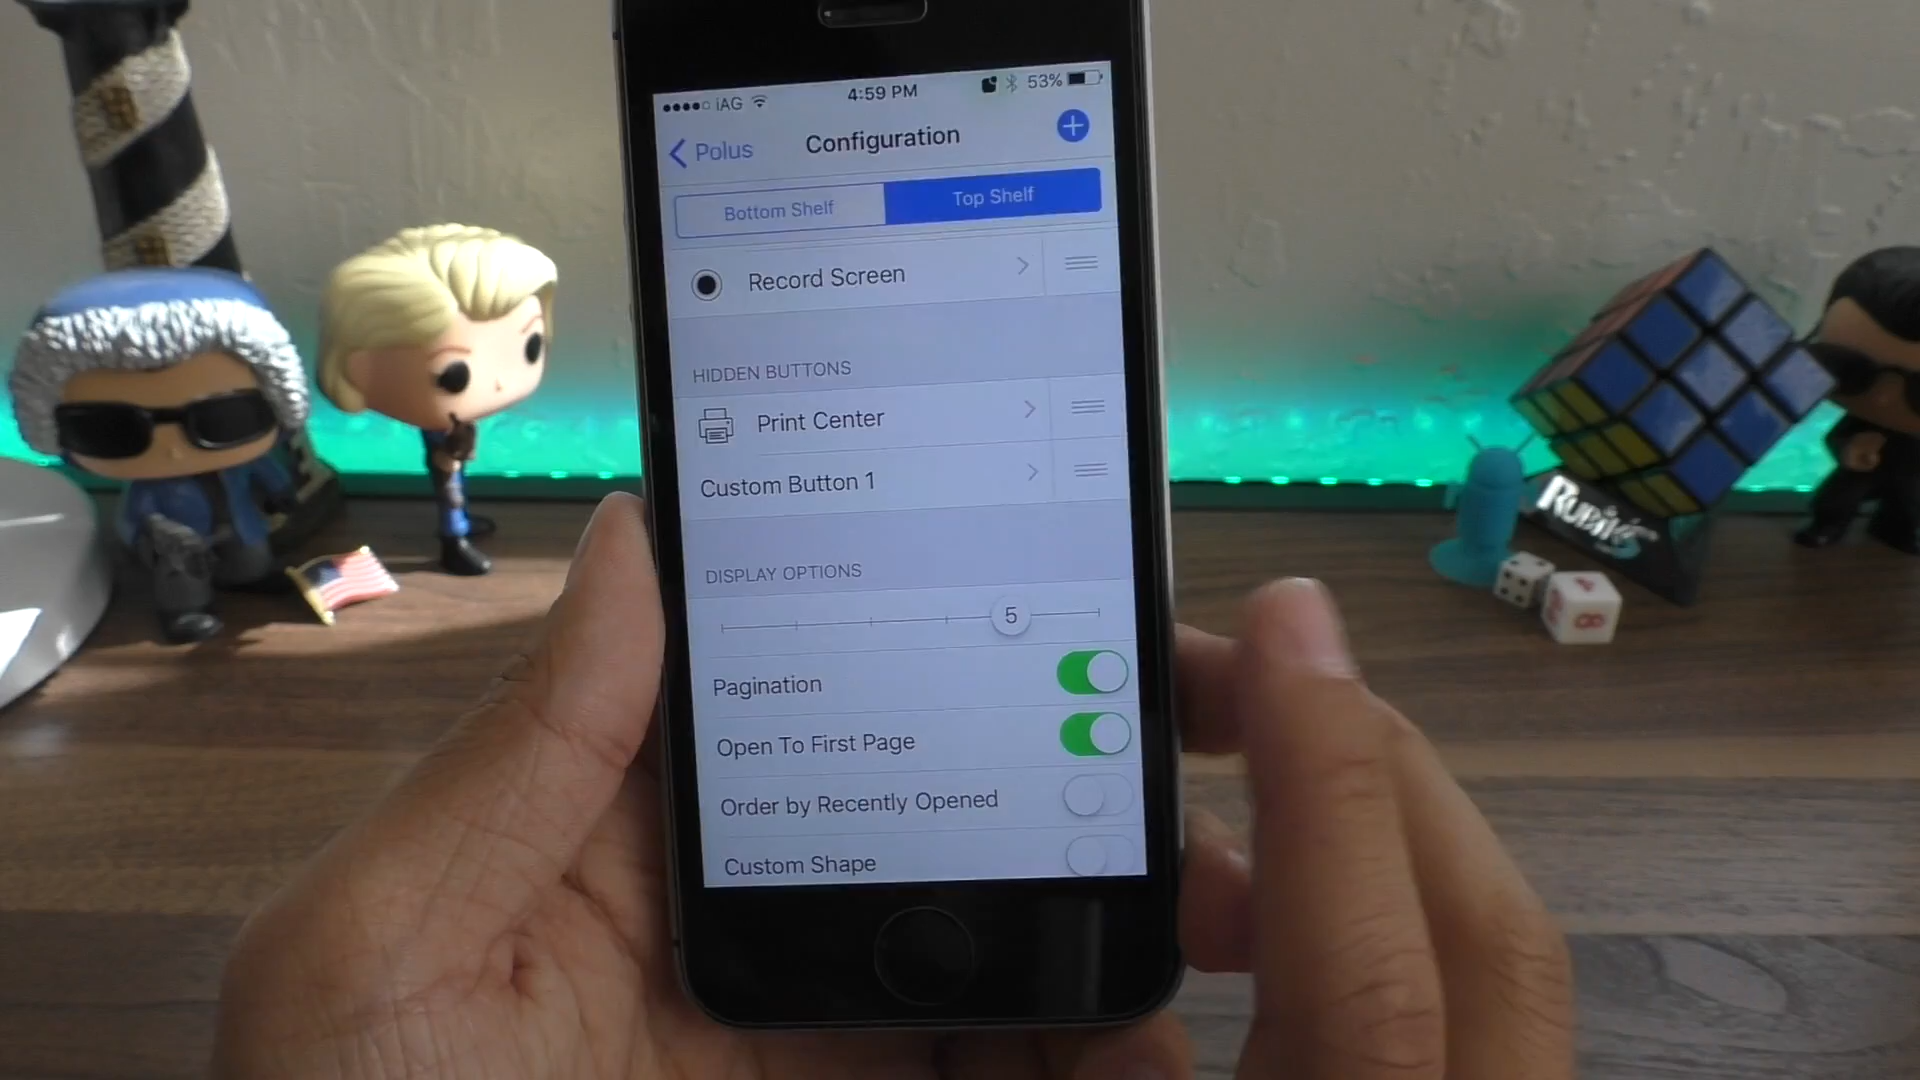 iAG 4:59 PM 53%
Polus Configuration
Bottom Shelf Top Shelf
Record Screen
HIDDEN BUTTONS
Print Center
Custom Button 1
DISPLAY OPTIONS
5
Pagination
Open To First Page
Order by Recently Opened
Custom Shape
Rubik's
8